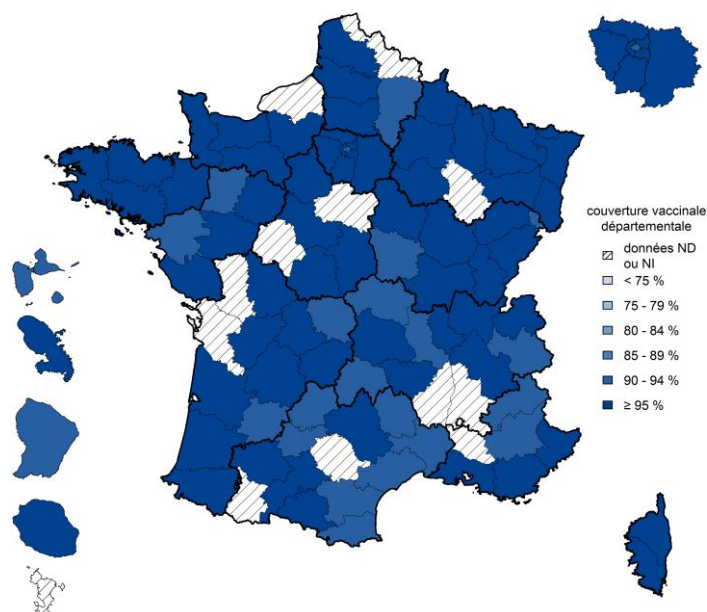 couverture vaccinale
départementale
données ND
ou NI
< 75 %
75 - 79 %
80 - 84 %
85 - 89 %
90 - 94 %
≥ 95 %